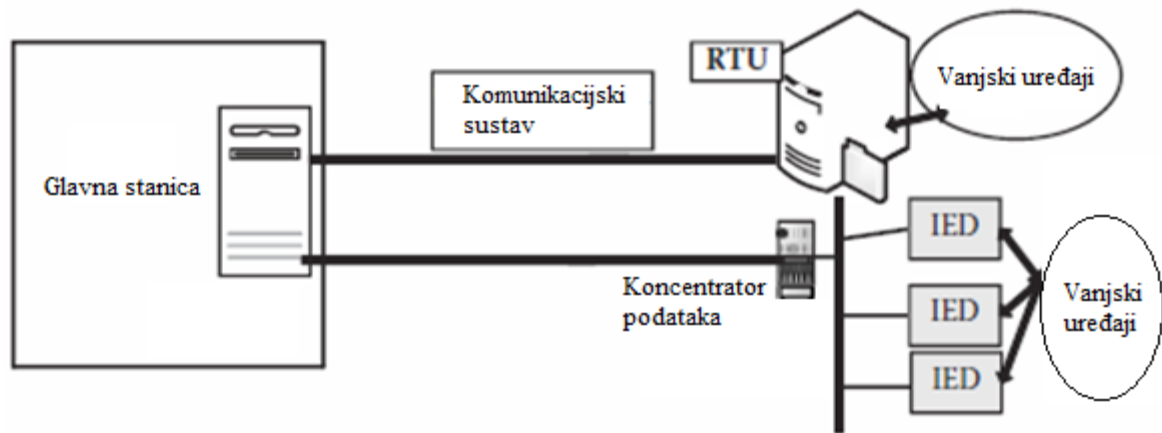 RTU
Vanjski uređaji
Komunikacijski
sustav
Glavna stanica
IED
Koncentrator
podataka
IED
Vanjski
uređaji
IED